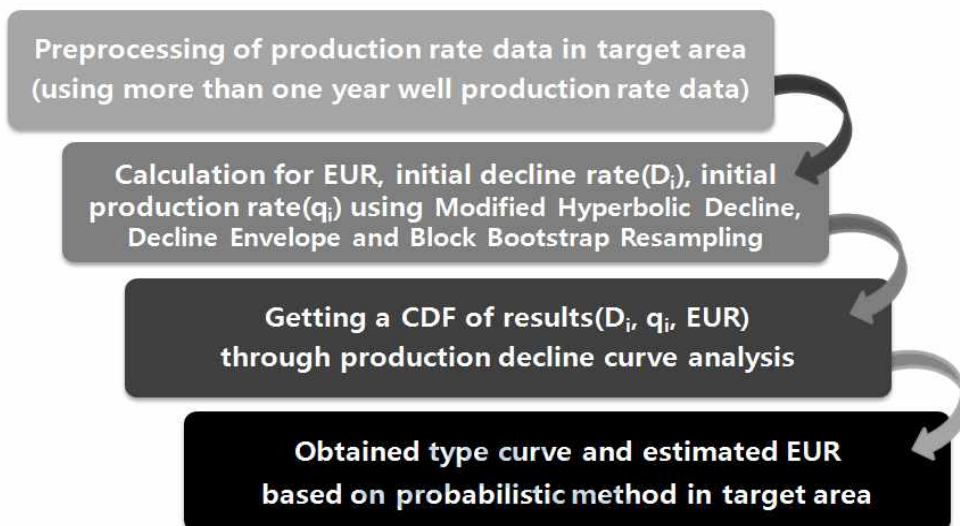 Preprocessing of production rate data in target area
(using more than one year well production rate data)
Calculation for EUR, initial decline rate(Di), initial
production rate(qi) using Modified Hyperbolic Decline,
Decline Envelope and Block Bootstrap Resampling
Getting a CDF of results(Di, qi, EUR)
through production decline curve analysis
Obtained type curve and estimated EUR
based on probabilistic method in target area